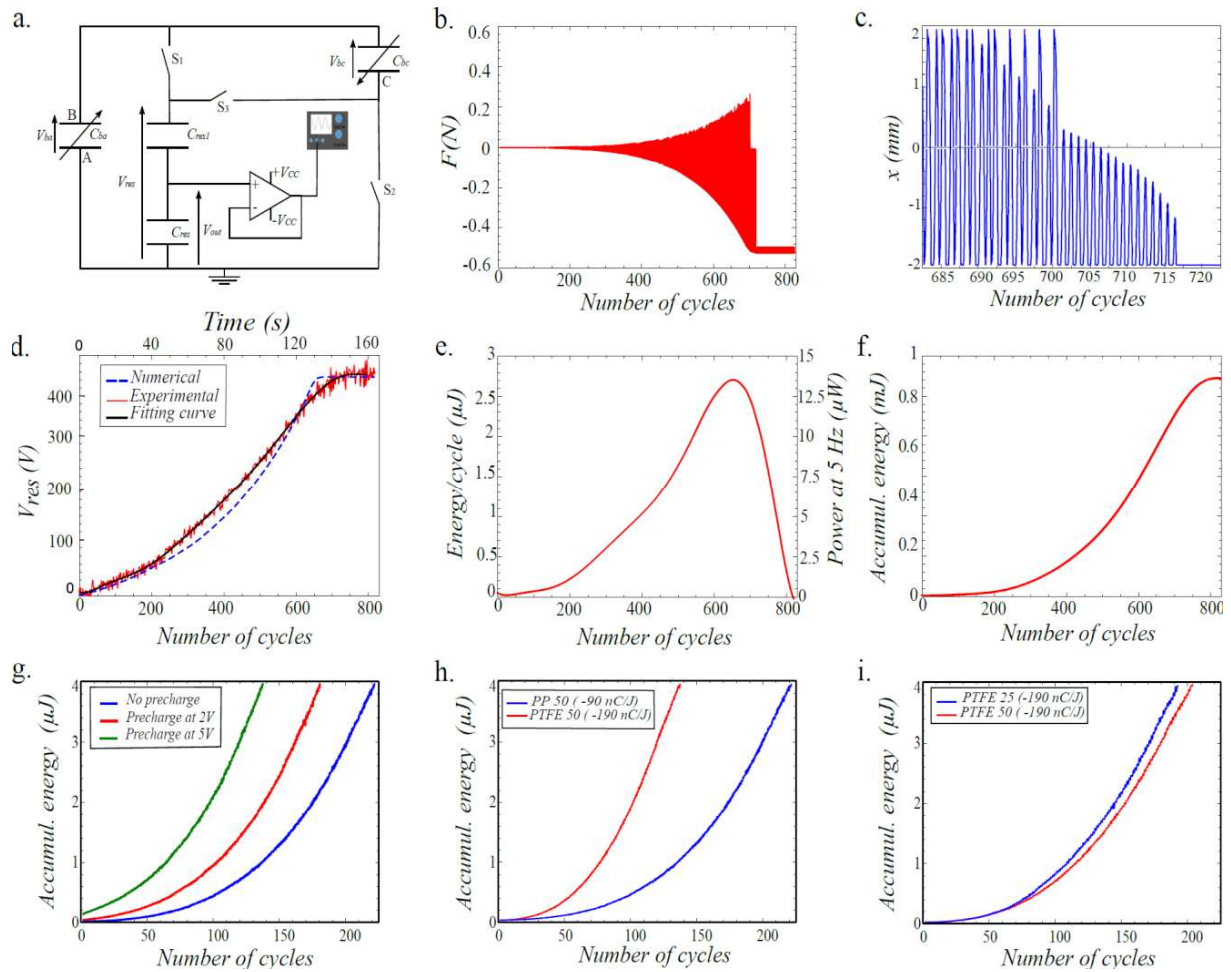 a.
B
A
Vba
Cba
S1
S3
Cres1
Vres
Cres
Vout
+
-
+VCC
-VCC
Vbc
Cbc
C
S2
b.
F(N)
0.6
0.4
0.2
0
-0.2
-0.4
-0.6
0 200 400 600 800
Number of cycles
c.
x (mm)
2
1
0
-1
-2
685 690 695 700 705 710 715 720
Number of cycles
d.
Time (s)
0 40 80 120 160
Numerical
Experimental
Fitting curve
Vres (V)
400
300
200
100
0
0 200 400 600 800
Number of cycles
e.
Energy/cycle (μJ)
3
2.5
2
1.5
1
0.5
0
Power at 5 Hz (μW)
15
12.5
10
7.5
5
2.5
0
0 200 400 600 800
Number of cycles
f.
Accumul. energy (mJ)
1
0.8
0.6
0.4
0.2
0
0 200 400 600 800
Number of cycles
g.
No precharge
Precharge at 2V
Precharge at 5V
Accumul. energy (μJ)
4
3
2
1
0
0 50 100 150 200
Number of cycles
h.
PP 50 ( -90 nC/J)
PTFE 50 ( -190 nC/J)
Accumul. energy (μJ)
4
3
2
1
0
0 50 100 150 200
Number of cycles
i.
PTFE 25 (-190 nC/J)
PTFE 50 ( -190 nC/J)
Accumul. energy (μJ)
4
3
2
1
0
0 50 100 150 200
Number of cycles